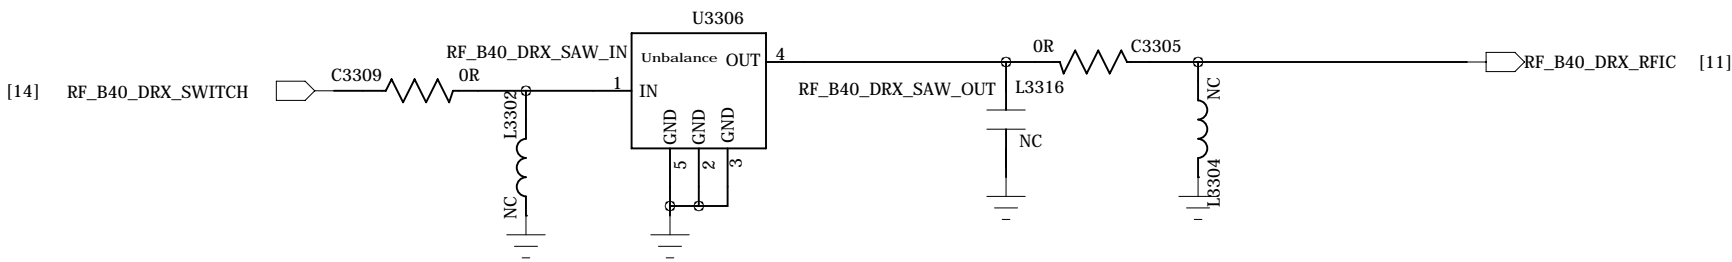 U3306
RF_B40_DRX_SAW_IN
Unbalance
OUT
4
0R
C3305
RF_B40_DRX_RFIC
[11]
[14]
RF_B40_DRX_SWITCH
C3309
0R
1
IN
RF_B40_DRX_SAW_OUT
L3316
NC
L3302
GND
GND
GND
NC
5
2
3
L3304
NC